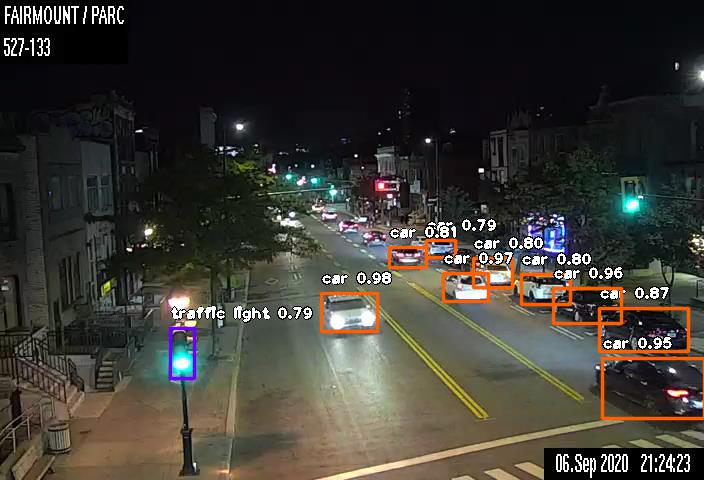 FAIRMOUNT / PARC
527-133
car 0.79
car 0.81
car 0.80
car 0.97
car 0.80
car 0.98
car 0.96
car 0.87
traffic light 0.79
car 0.95
06.Sep 2020 21:24:23